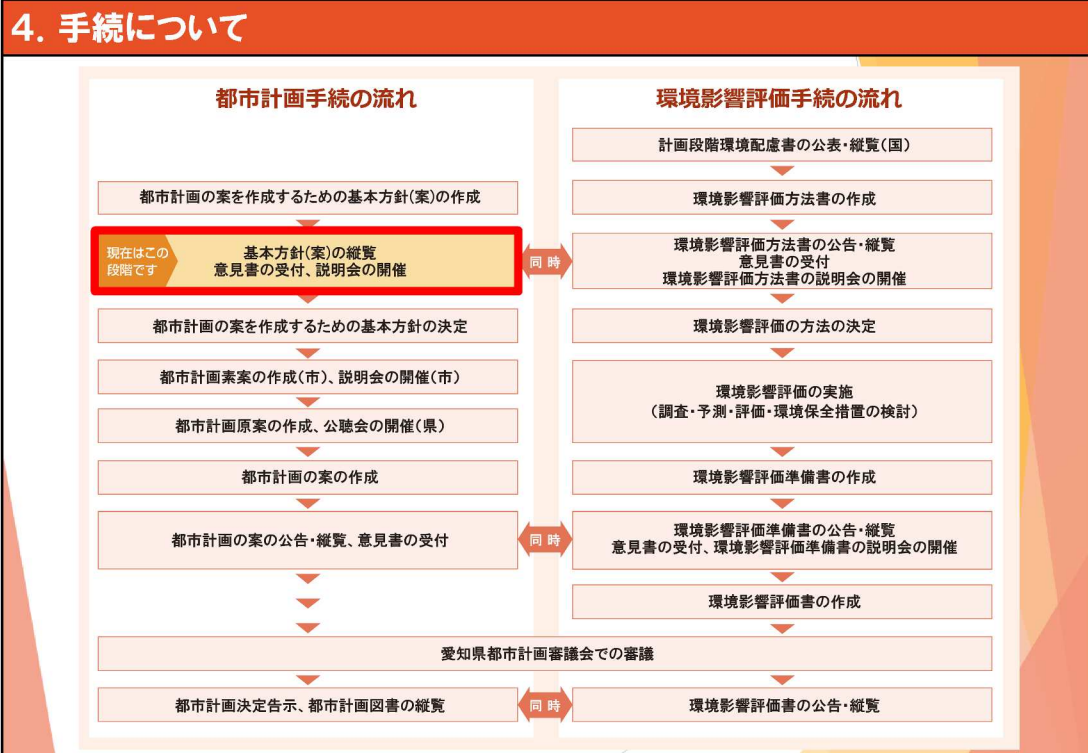 4. 手続について
都市計画手続の流れ
都市計画の案を作成するための基本方針(案)の作成
現在はこの
段階です
基本方針(案)の縦覧
意見書の受付、説明会の開催
都市計画の案を作成するための基本方針の決定
都市計画素案の作成(市)、説明会の開催(市)
都市計画原案の作成、公聴会の開催(県)
都市計画の案の作成
都市計画の案の公告・縦覧、意見書の受付
環境影響評価手続の流れ
計画段階環境配慮書の公表・縦覧(国)
環境影響評価方法書の作成
同時
環境影響評価方法書の公告・縦覧
意見書の受付
環境影響評価方法書の説明会の開催
環境影響評価の方法の決定
環境影響評価の実施
(調査・予測・評価・環境保全措置の検討)
環境影響評価準備書の作成
同時
環境影響評価準備書の公告・縦覧
意見書の受付、環境影響評価準備書の説明会の開催
環境影響評価書の作成
愛知県都市計画審議会での審議
都市計画決定告示、都市計画図書の縦覧
同時
環境影響評価書の公告・縦覧